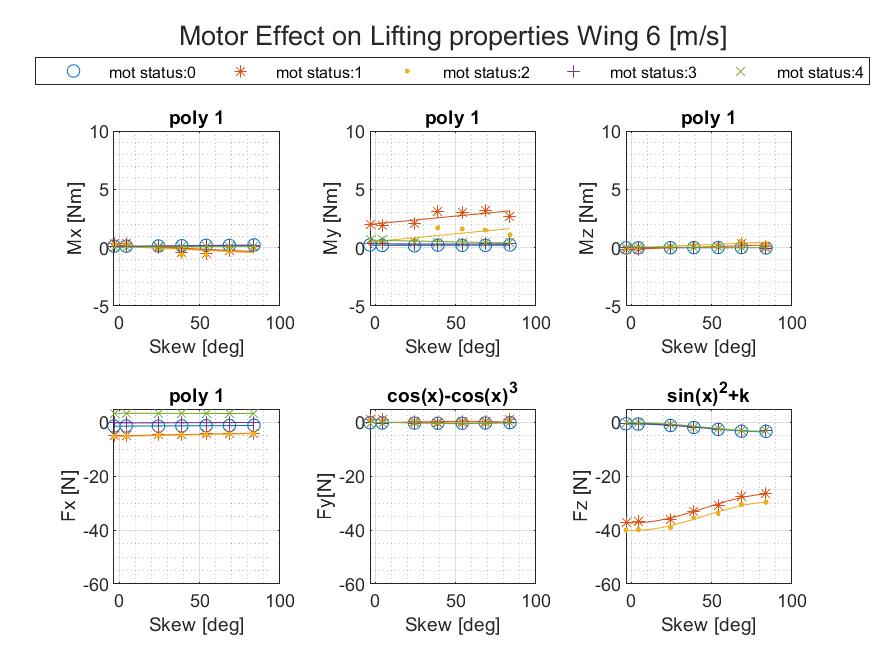 Motor Effect on Lifting properties Wing 6 [m/s]
mot status:0 mot status:1 mot status:2 mot status:3 mot status:4
poly 1 poly 1 poly 1
10 10 10
5 5 5
0 0 0
-5 -5 -5
Mx [Nm] My [Nm] Mz [Nm]
0 50 100 0 50 100 0 50 100
Skew [deg] Skew [deg] Skew [deg]
poly 1 cos(x)-cos(x)³ sin(x)²+k
0 0 0
-20 -20 -20
-40 -40 -40
-60 -60 -60
Fx [N] Fy[N] Fz [N]
0 50 100 0 50 100 0 50 100
Skew [deg] Skew [deg] Skew [deg]